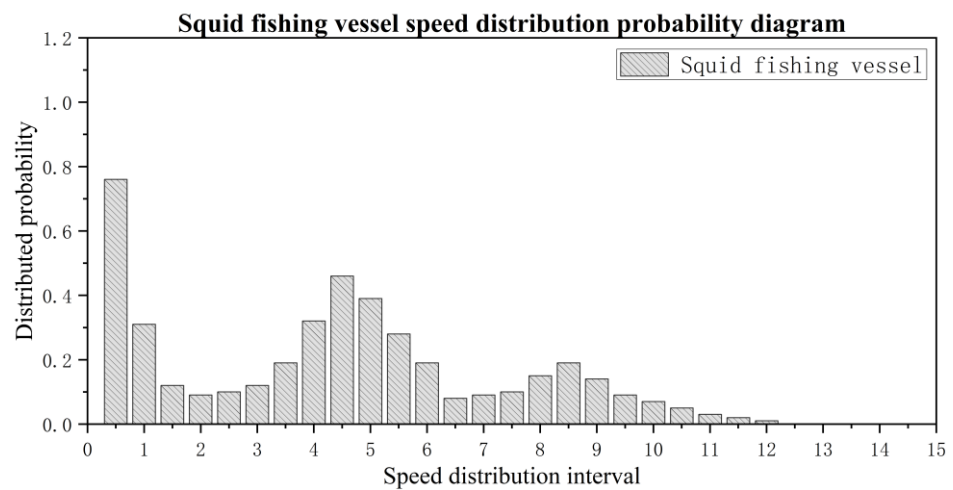 Squid fishing vessel speed distribution probability diagram
Squid fishing vessel
Distributed probability
1.2
1.0
0.8
0.6
0.4
0.2
0.0
0 1 2 3 4 5 6 7 8 9 10 11 12 13 14 15
Speed distribution interval